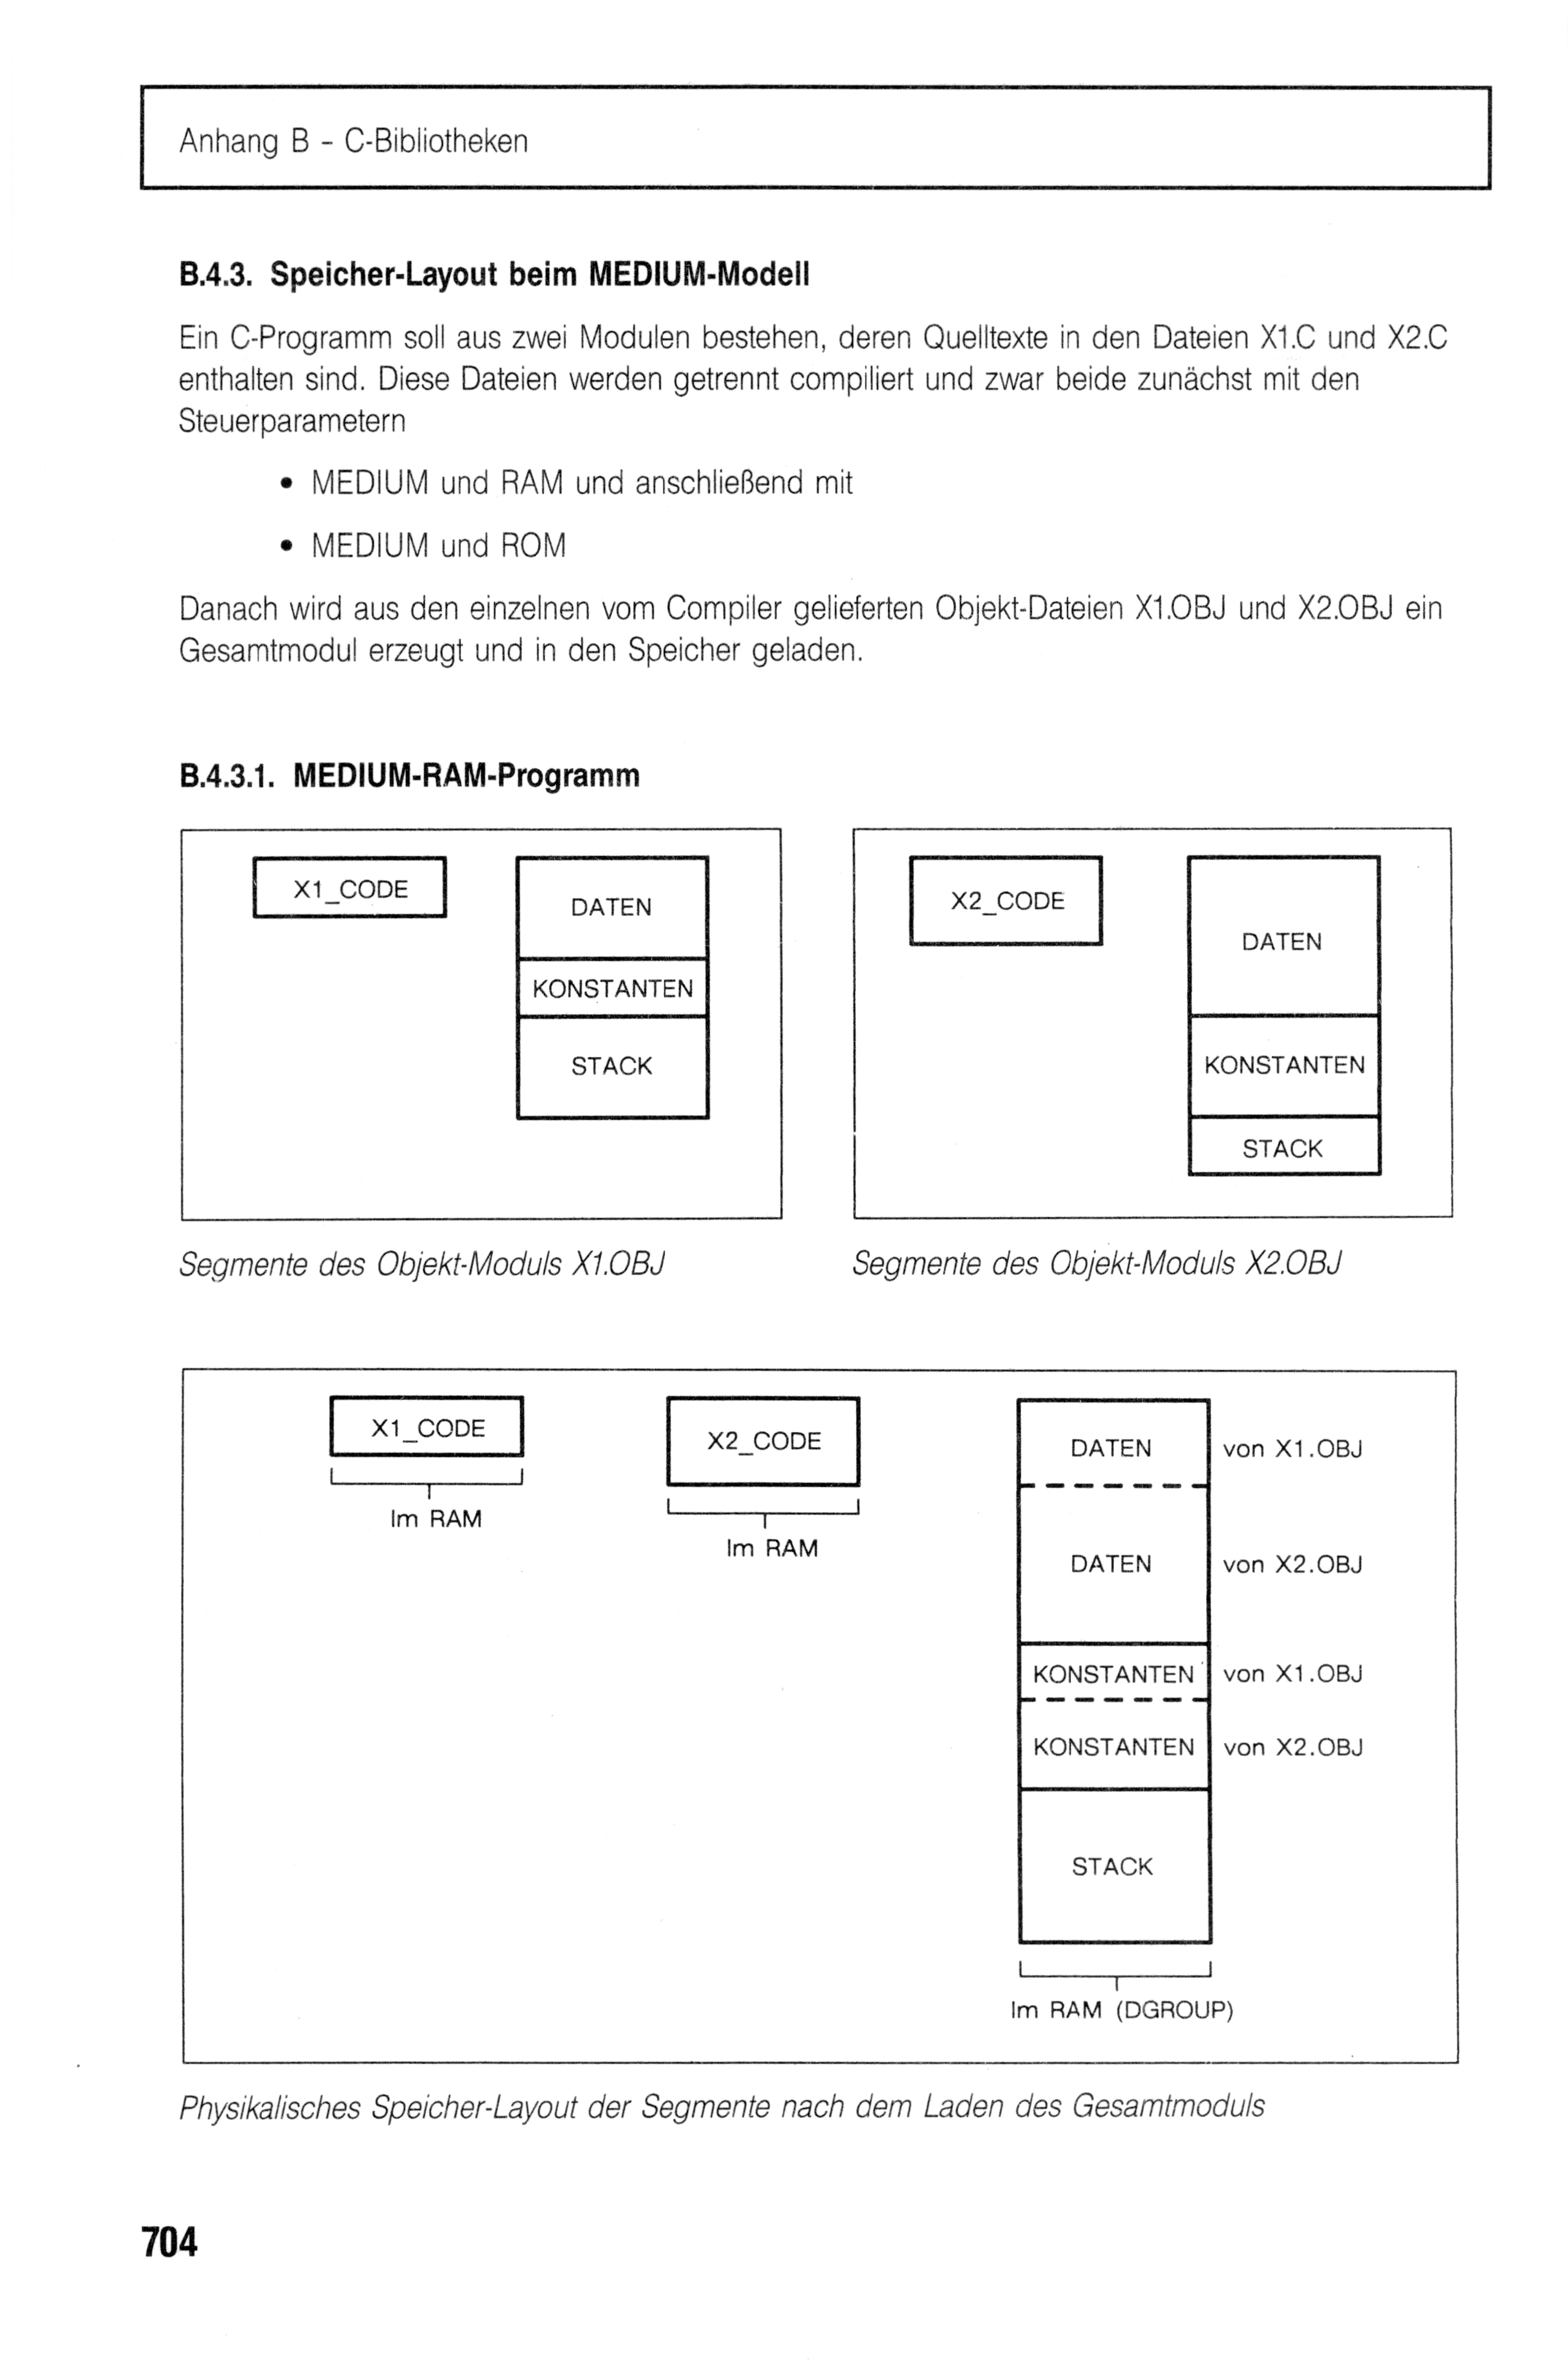 Anhang B - C-Bibliotheken
B.4.3. Speicher-Layout beim MEDIUM-Modell
Ein C-Programm soll aus zwei Modulen bestehen, deren Quelltexte in den Dateien X1.C und X2.C
enthalten sind. Diese Dateien werden getrennt compiliert und zwar beide zunächst mit den
Steuerparametern
• MEDIUM und RAM und anschließend mit
• MEDIUM und ROM
Danach wird aus den einzelnen vom Compiler gelieferten Objekt-Dateien X1.OBJ und X2.OBJ ein
Gesamtmodul erzeugt und in den Speicher geladen.
B.4.3.1. MEDIUM-RAM-Programm
X1_CODE
DATEN
KONSTANTEN
STACK
Segmente des Objekt-Moduls X1.OBJ
X2_CODE
DATEN
KONSTANTEN
STACK
Segmente des Objekt-Moduls X2.OBJ
X1_CODE
Im RAM
X2_CODE
Im RAM
DATEN von X1.OBJ
DATEN von X2.OBJ
KONSTANTEN von X1.OBJ
KONSTANTEN von X2.OBJ
STACK
Im RAM (DGROUP)
Physikalisches Speicher-Layout der Segmente nach dem Laden des Gesamtmoduls
704